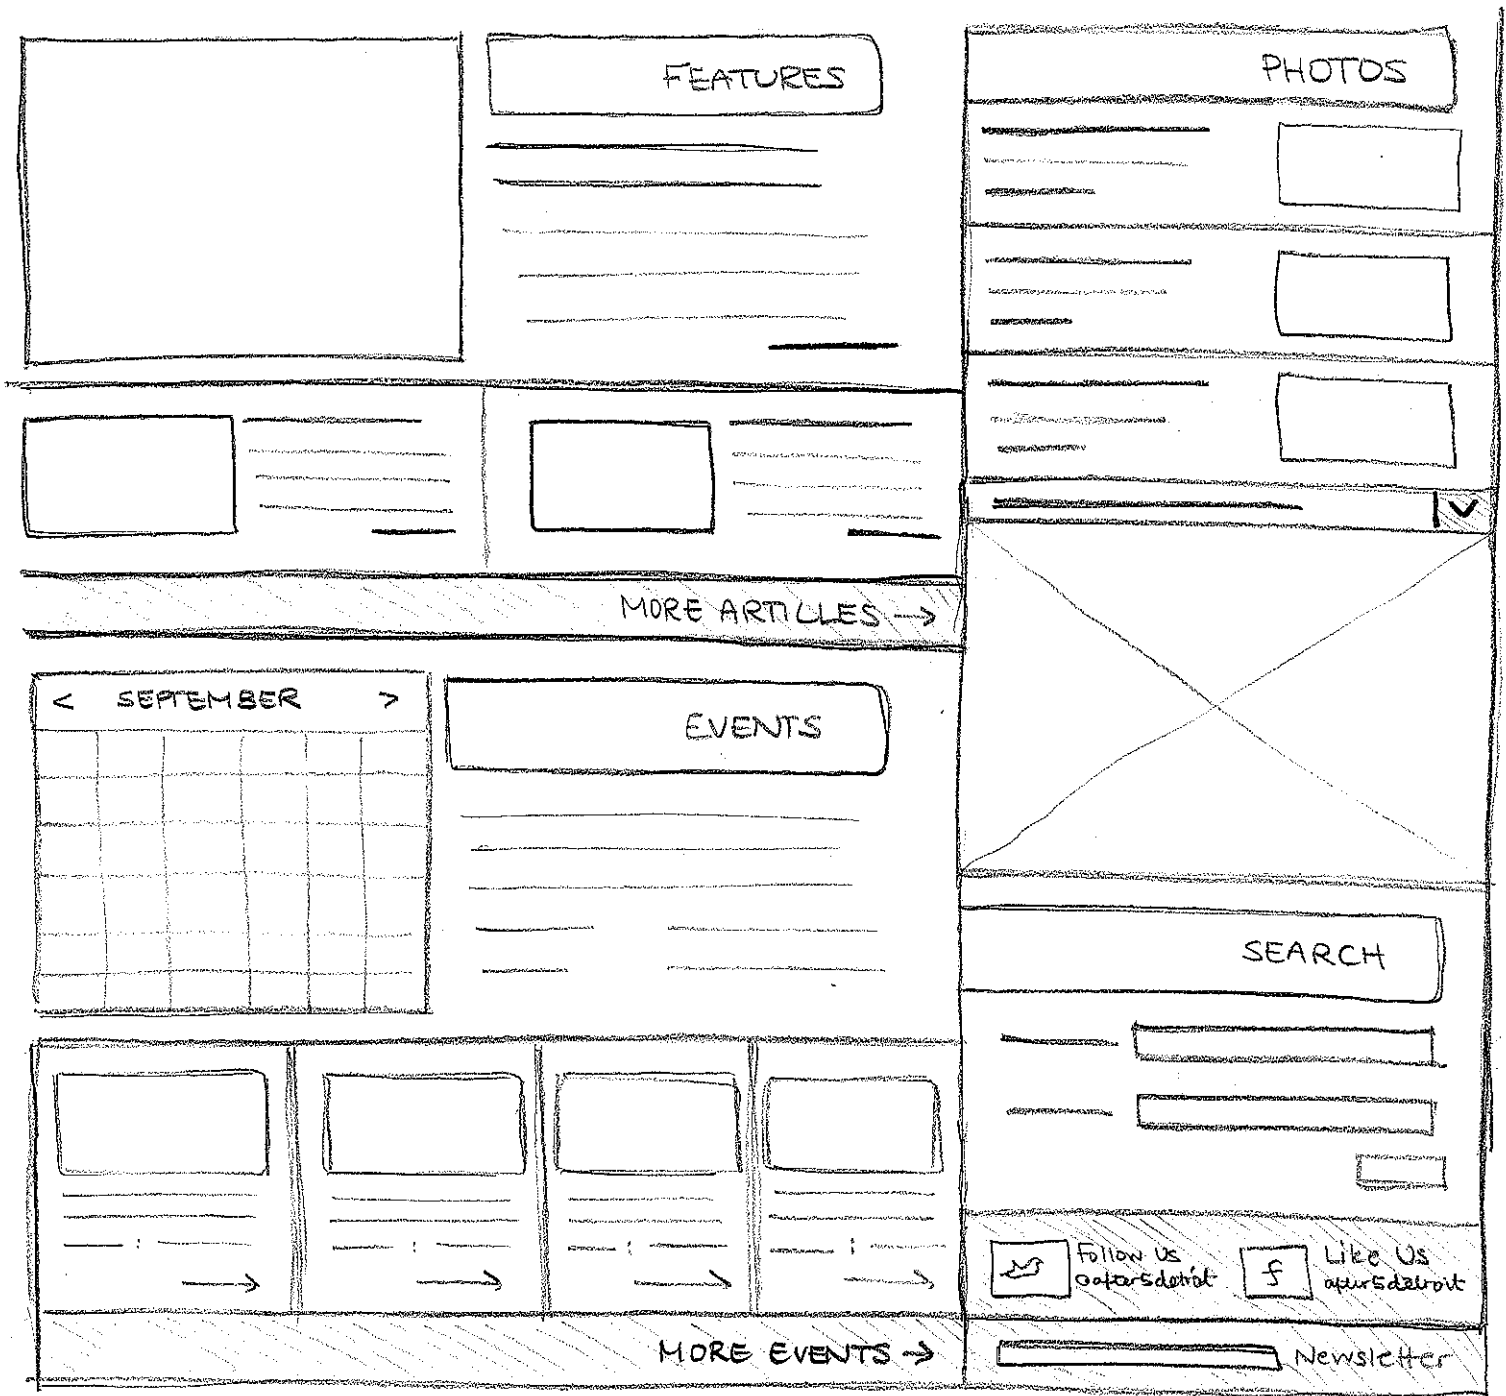 FEATURES
MORE ARTICLES →
< SEPTEMBER >
EVENTS
MORE EVENTS →
PHOTOS
SEARCH
Follow Us
f
Like Us
Newsletter